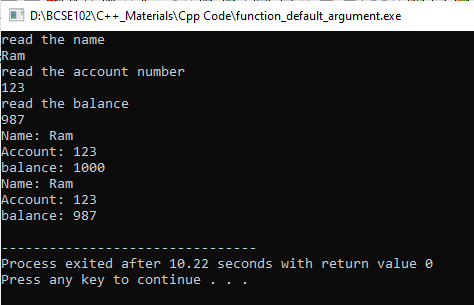 D:\BCSE102\C++_Materials\Cpp Code\function_default_argument.exe
read the name
Ram
read the account number
123
read the balance
987
Name: Ram
Account: 123
balance: 1000
Name: Ram
Account: 123
balance: 987
--------------------------------
Process exited after 10.22 seconds with return value 0
Press any key to continue . . .